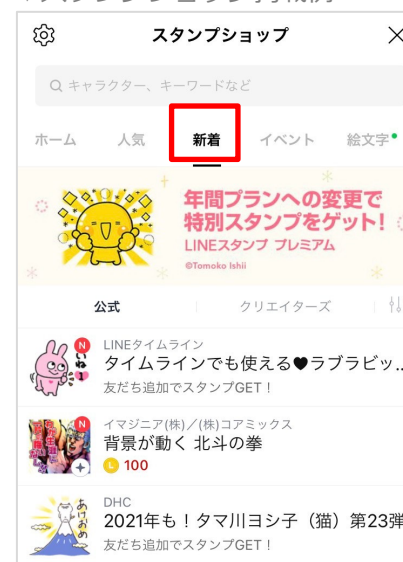 スタンプショップ
キャラクター、キーワードなど
ホーム 人気 新着 イベント 絵文字
年間プランへの変更で
特別スタンプをゲット!
LINEスタンプ プレミアム
©Tomoko Ishii
公式 クリエイターズ
N
LINEタイムライン
いいね
タイムラインでも使える♥ラブラビッ...
友だち追加でスタンプGET!
N
イマジニア(株)/(株)コアミックス
背景が動く 北斗の拳
L 100
DHC
あけおめ
2021年も!タマ川ヨシ子(猫)第23弾
友だち追加でスタンプGET!